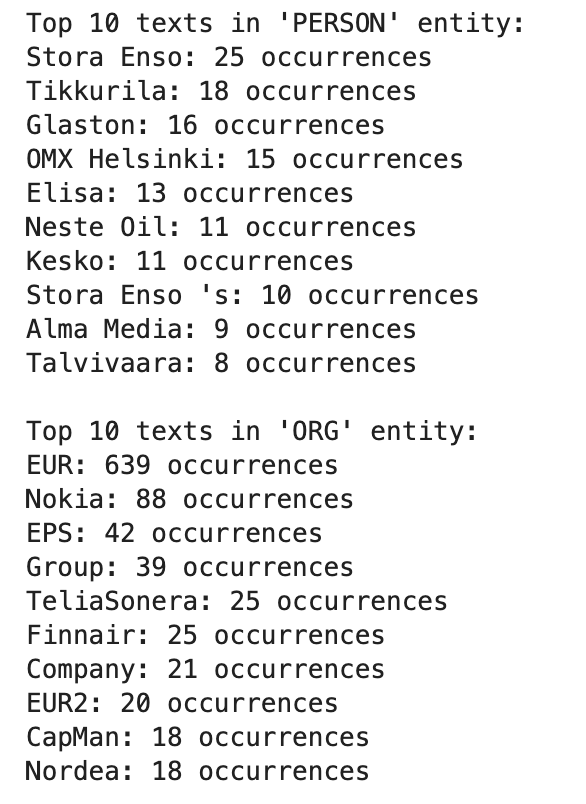 Top 10 texts in 'PERSON' entity:
Stora Enso: 25 occurrences
Tikkurila: 18 occurrences
Glaston: 16 occurrences
OMX Helsinki: 15 occurrences
Elisa: 13 occurrences
Neste Oil: 11 occurrences
Kesko: 11 occurrences
Stora Enso 's: 10 occurrences
Alma Media: 9 occurrences
Talvivaara: 8 occurrences

Top 10 texts in 'ORG' entity:
EUR: 639 occurrences
Nokia: 88 occurrences
EPS: 42 occurrences
Group: 39 occurrences
TeliaSonera: 25 occurrences
Finnair: 25 occurrences
Company: 21 occurrences
EUR2: 20 occurrences
CapMan: 18 occurrences
Nordea: 18 occurrences